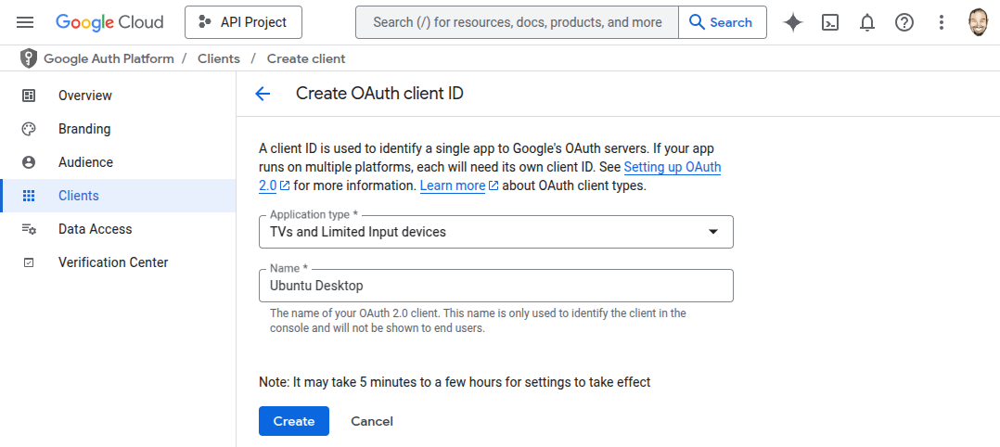 Google Cloud API Project Search (/) for resources, docs, products, and more Search
Google Auth Platform / Clients / Create client
Overview
Branding
Audience
Clients
Data Access
Verification Center
Create OAuth client ID
A client ID is used to identify a single app to Google's OAuth servers. If your app
runs on multiple platforms, each will need its own client ID. See Setting up OAuth
2.0 for more information. Learn more about OAuth client types.
Application type *
TVs and Limited Input devices
Name *
Ubuntu Desktop
The name of your OAuth 2.0 client. This name is only used to identify the client in the
console and will not be shown to end users.
Note: It may take 5 minutes to a few hours for settings to take effect
Create Cancel